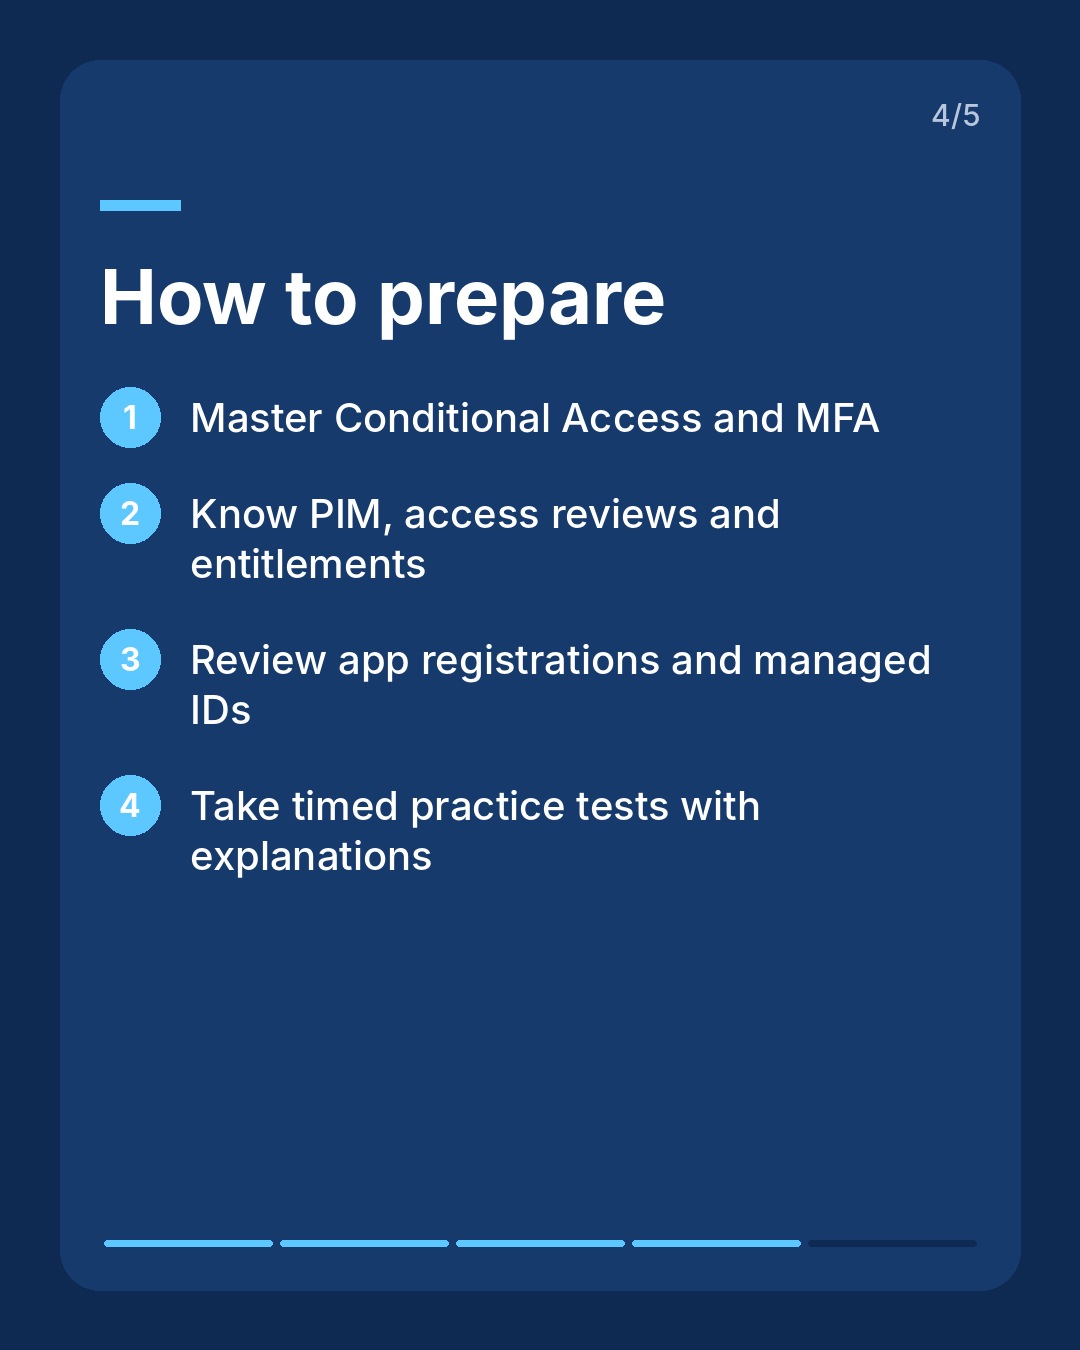 4/5
How to prepare
1 Master Conditional Access and MFA
2 Know PIM, access reviews and
entitlements
3 Review app registrations and managed
IDs
4 Take timed practice tests with
explanations